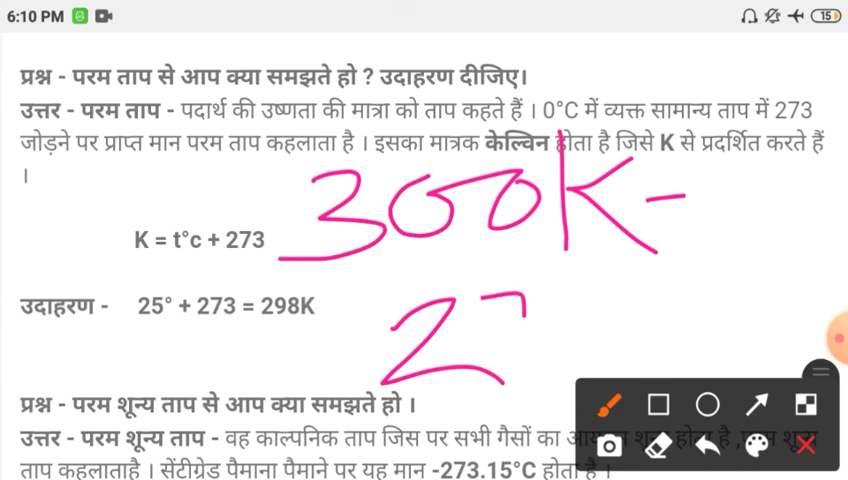 6:10 PM
15
प्रश्न - परम ताप से आप क्या समझते हो ? उदाहरण दीजिए।
उत्तर - परम ताप - पदार्थ की उष्णता की मात्रा को ताप कहते हैं । 0°C में व्यक्त सामान्य ताप में 273
जोड़ने पर प्राप्त मान परम ताप कहलाता है । इसका मात्रक केल्विन होता है जिसे K से प्रदर्शित करते हैं
।
300K-
K = t°c + 273
उदाहरण - 25° + 273 = 298K
27
प्रश्न - परम शून्य ताप से आप क्या समझते हो ।
उत्तर - परम शून्य ताप - वह काल्पनिक ताप जिस पर सभी गैसों का होता है
ताप कहलाताहै । सेंटीग्रेड पैमाना पैमाने पर यह मान -273.15°C होता है ।